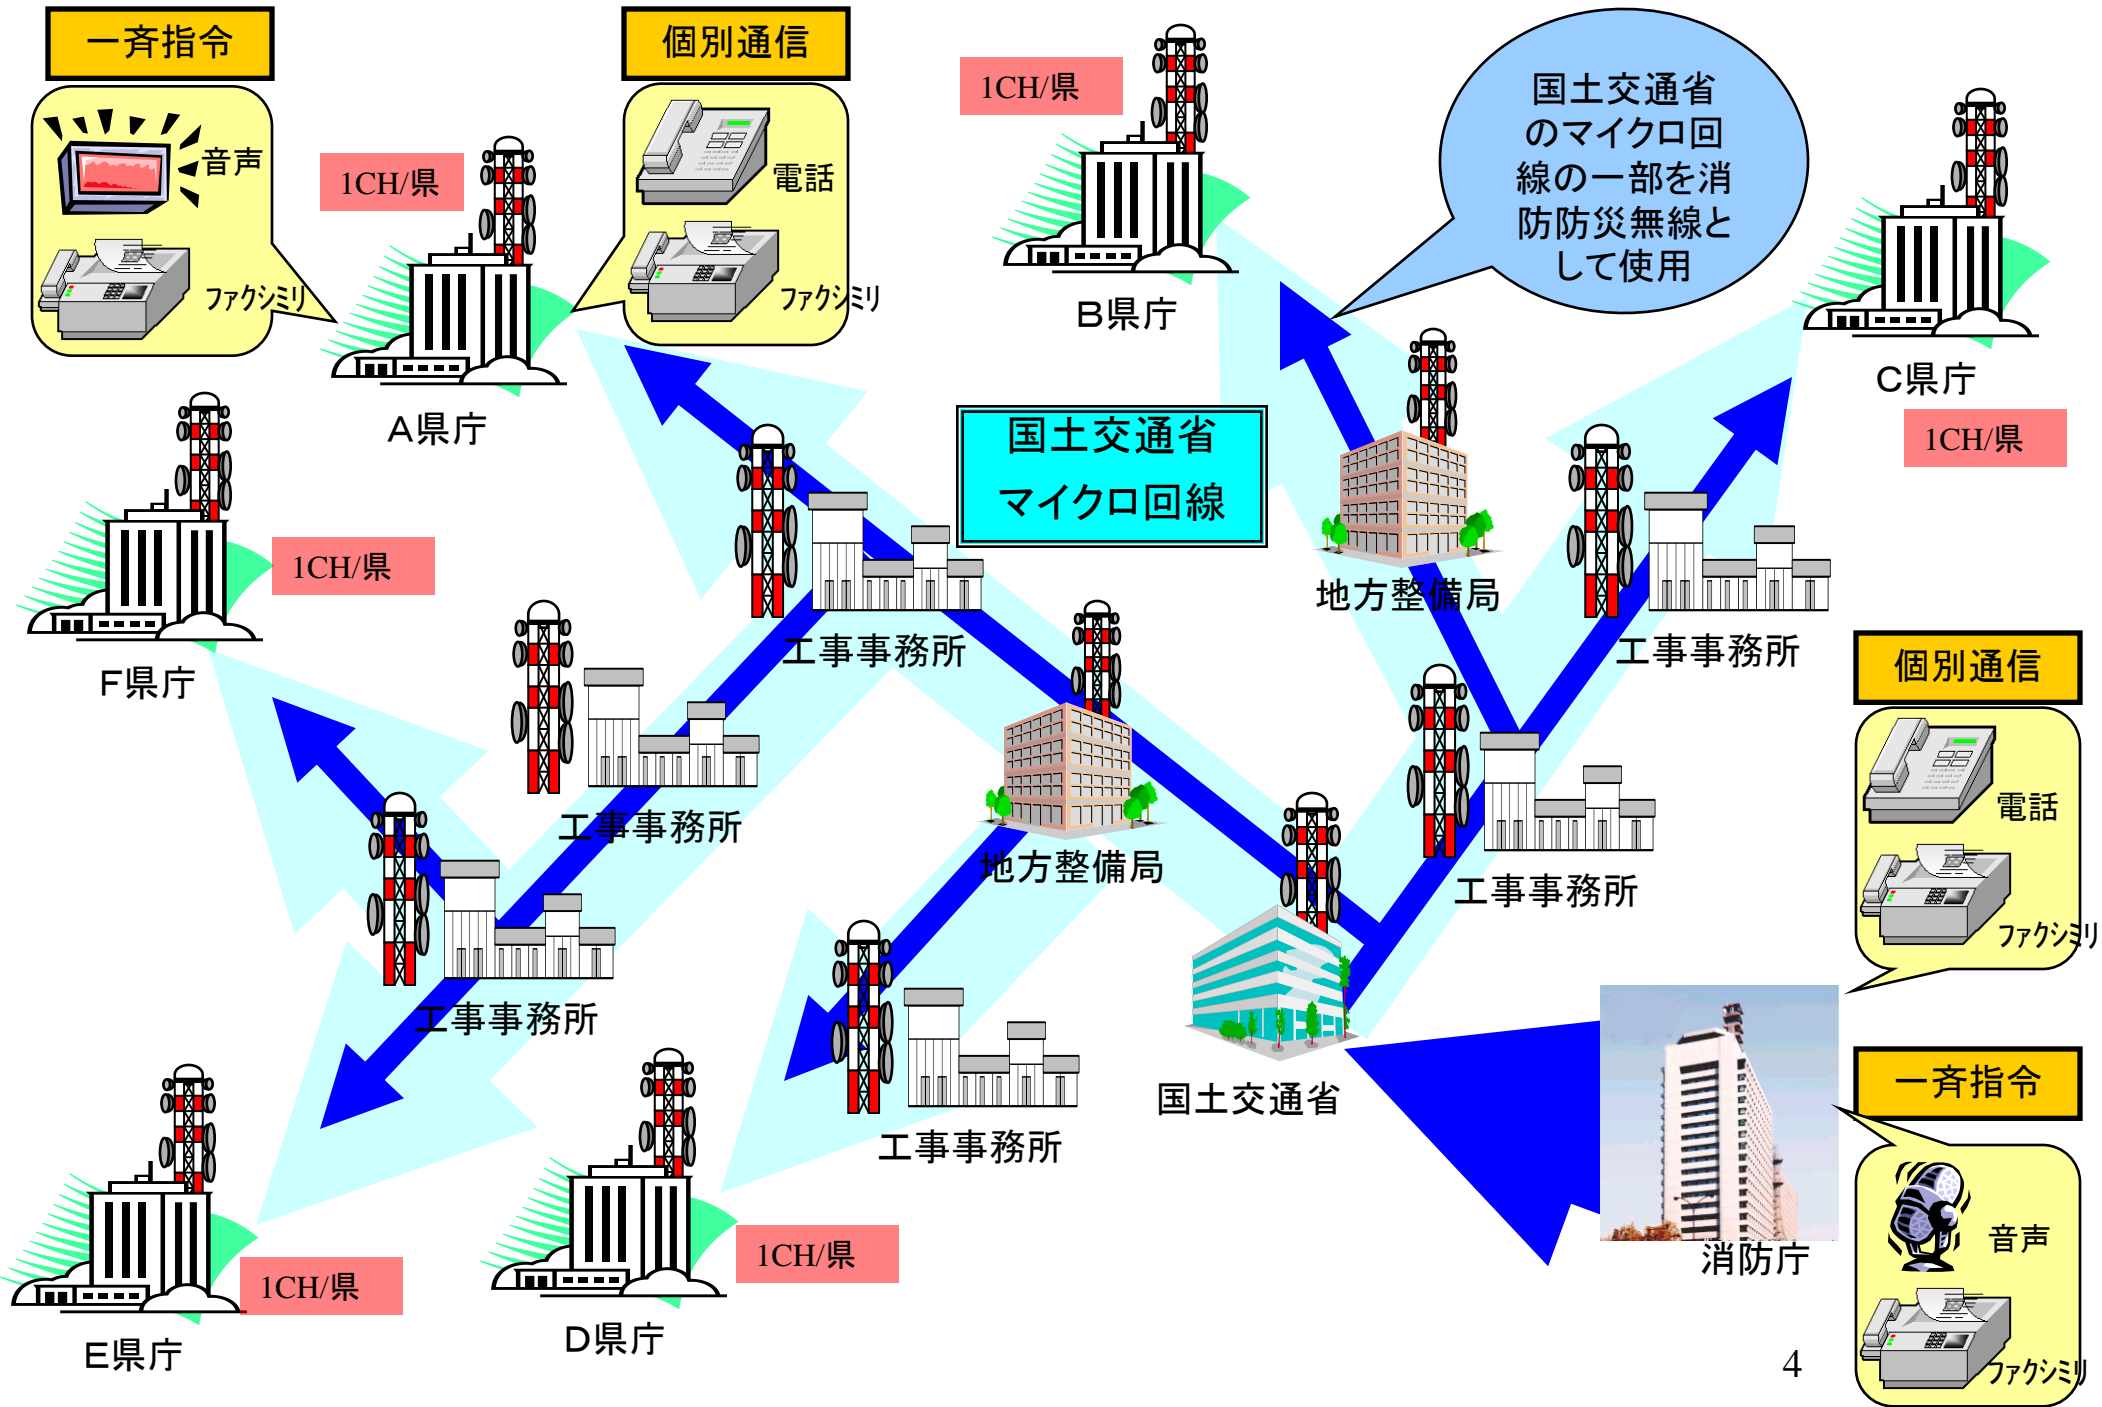 一斉指令
音声
ファクシミリ
1CH/県
A県庁
個別通信
電話
ファクシミリ
1CH/県
B県庁
国土交通省
のマイクロ回
線の一部を消
防防災無線と
して使用
C県庁
1CH/県
国土交通省
マイクロ回線
F県庁
1CH/県
工事事務所
地方整備局
工事事務所
工事事務所
地方整備局
工事事務所
工事事務所
工事事務所
国土交通省
個別通信
電話
ファクシミリ
消防庁
一斉指令
音声
ファクシミリ
E県庁
1CH/県
D県庁
1CH/県
4